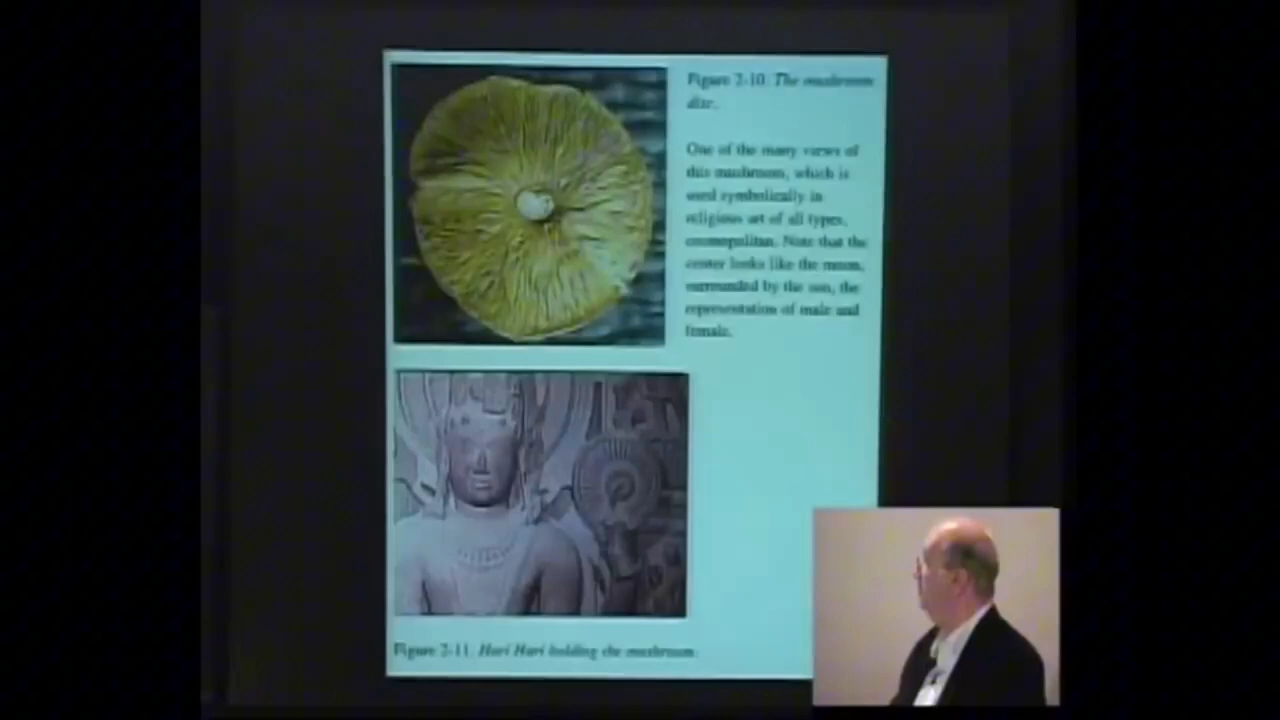 Figure 2-10. The mushroom
disc.
One of the many views of
this mushroom, which is
used symbolically in
religious art of all types,
cosmopolitan. Note that the
center looks like the moon,
surrounded by the sun, the
representation of male and
female.
Figure 2-11. Hari Hari holding the mushroom.